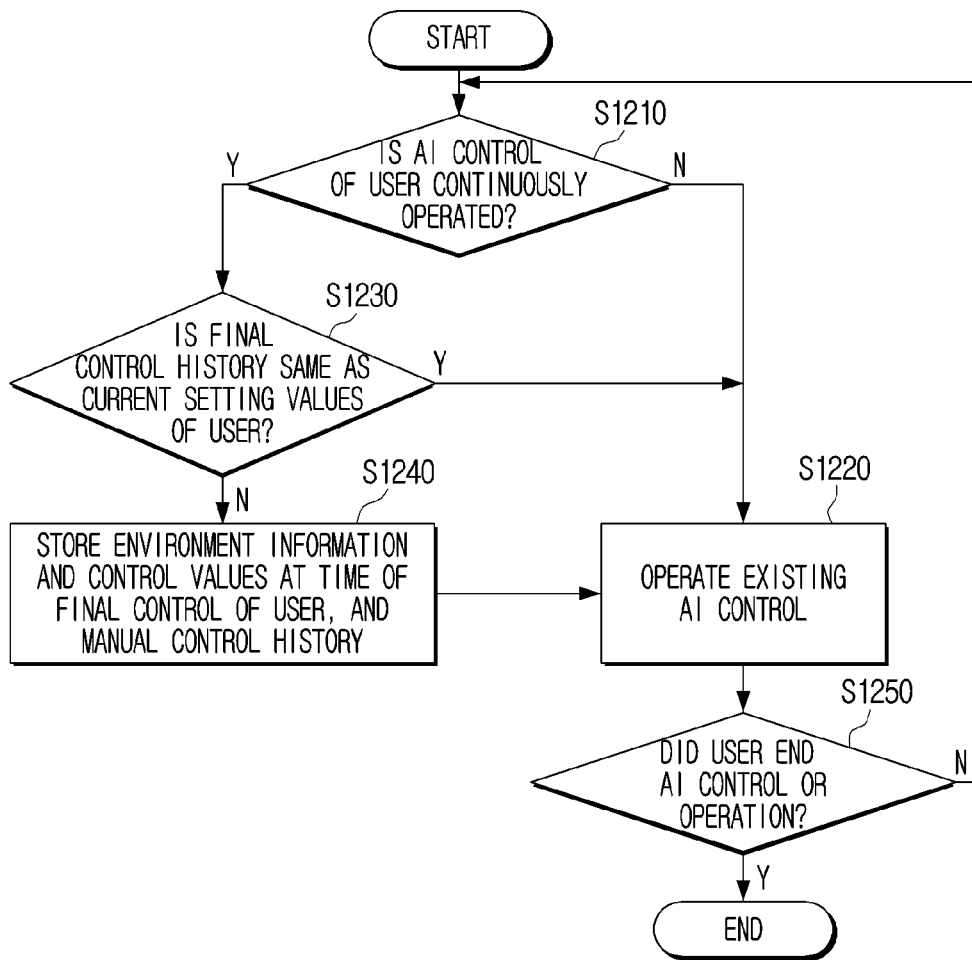 START
S1210
Y
IS AI CONTROL
OF USER CONTINUOUSLY
OPERATED?
N
S1230
IS FINAL
CONTROL HISTORY SAME AS
CURRENT SETTING VALUES
OF USER?
Y
N
S1240
STORE ENVIRONMENT INFORMATION
AND CONTROL VALUES AT TIME OF
FINAL CONTROL OF USER, AND
MANUAL CONTROL HISTORY
S1220
OPERATE EXISTING
AI CONTROL
S1250
DID USER END
AI CONTROL OR
OPERATION?
N
Y
END